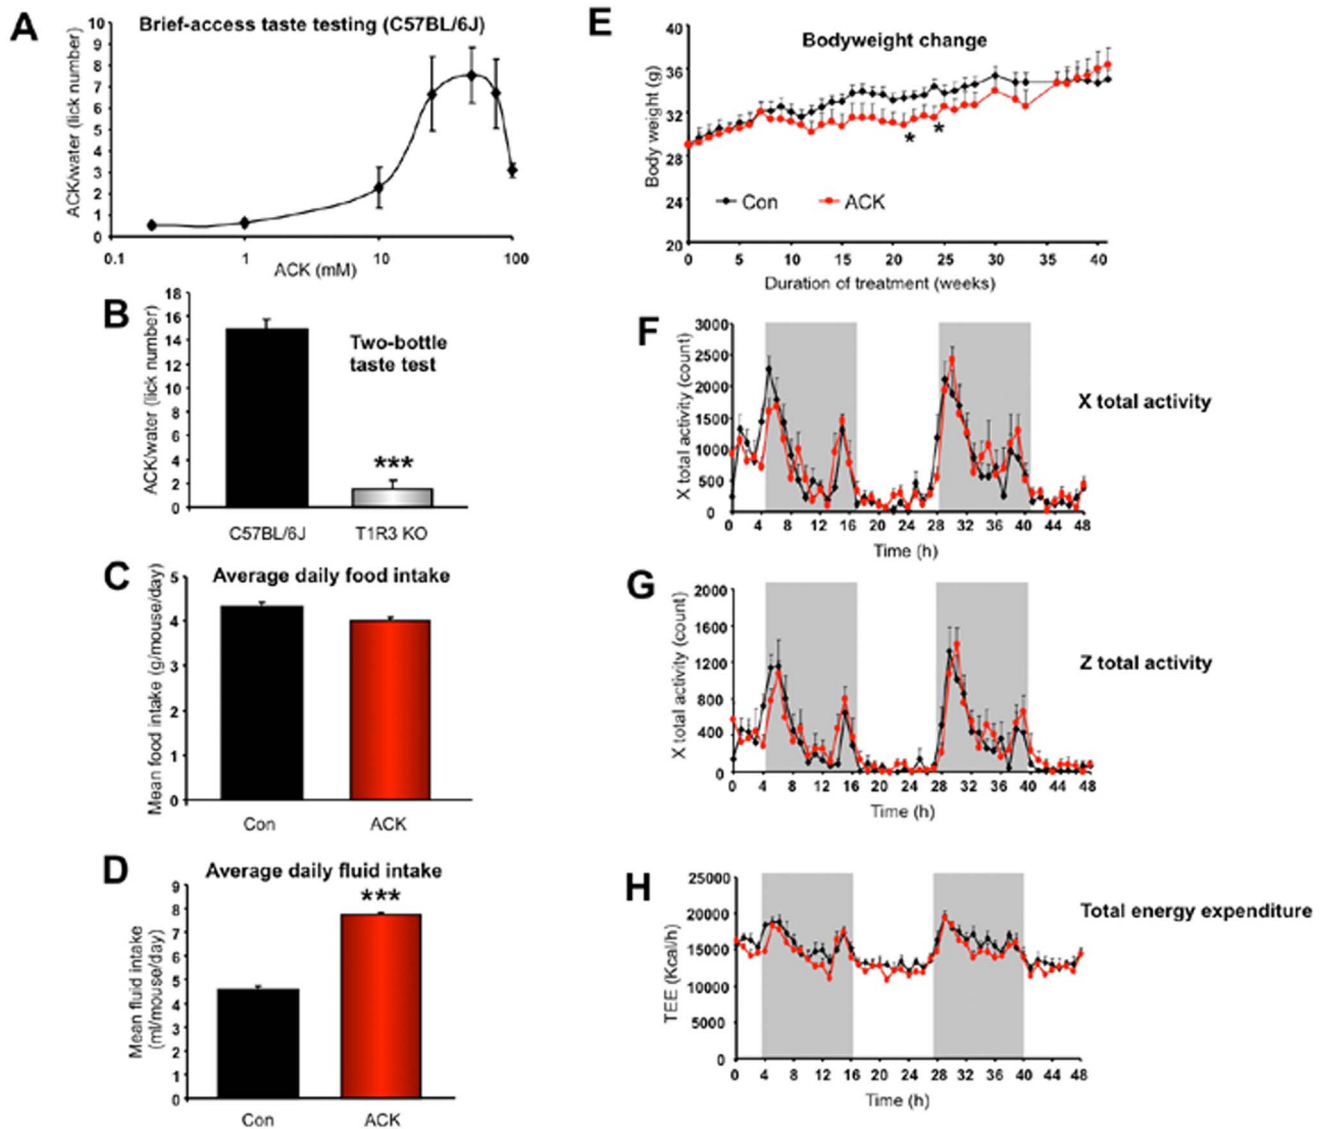 A
Brief-access taste testing (C57BL/6J)
ACK/water (lick number)
10
9
8
7
6
5
4
3
2
1
0
0.1
1
10
100
ACK (mM)
B
Two-bottle
taste test
ACK/water (lick number)
18
16
14
12
10
8
6
4
2
0
***
C57BL/6J
T1R3 KO
C
Average daily food intake
Mean food intake (g/mouse/day)
5
4
3
2
1
0
Con
ACK
D
Average daily fluid intake
***
Mean fluid intake
(ml/mouse/day)
9
8
7
6
5
4
3
2
1
0
Con
ACK
E
Bodyweight change
Body weight (g)
40
36
32
28
24
20
* *
Con
ACK
0 5 10 15 20 25 30 35 40
Duration of treatment (weeks)
F
X total activity (count)
3000
2500
2000
1500
1000
500
0
0 4 8 12 16 20 24 28 32 36 40 44 48
Time (h)
X total activity
G
X total activity (count)
2000
1600
1200
800
400
0
0 4 8 12 16 20 24 28 32 36 40 44 48
Time (h)
Z total activity
H
TEE (Kcal/h)
25000
20000
15000
10000
5000
0
0 4 8 12 16 20 24 28 32 36 40 44 48
Time (h)
Total energy expenditure